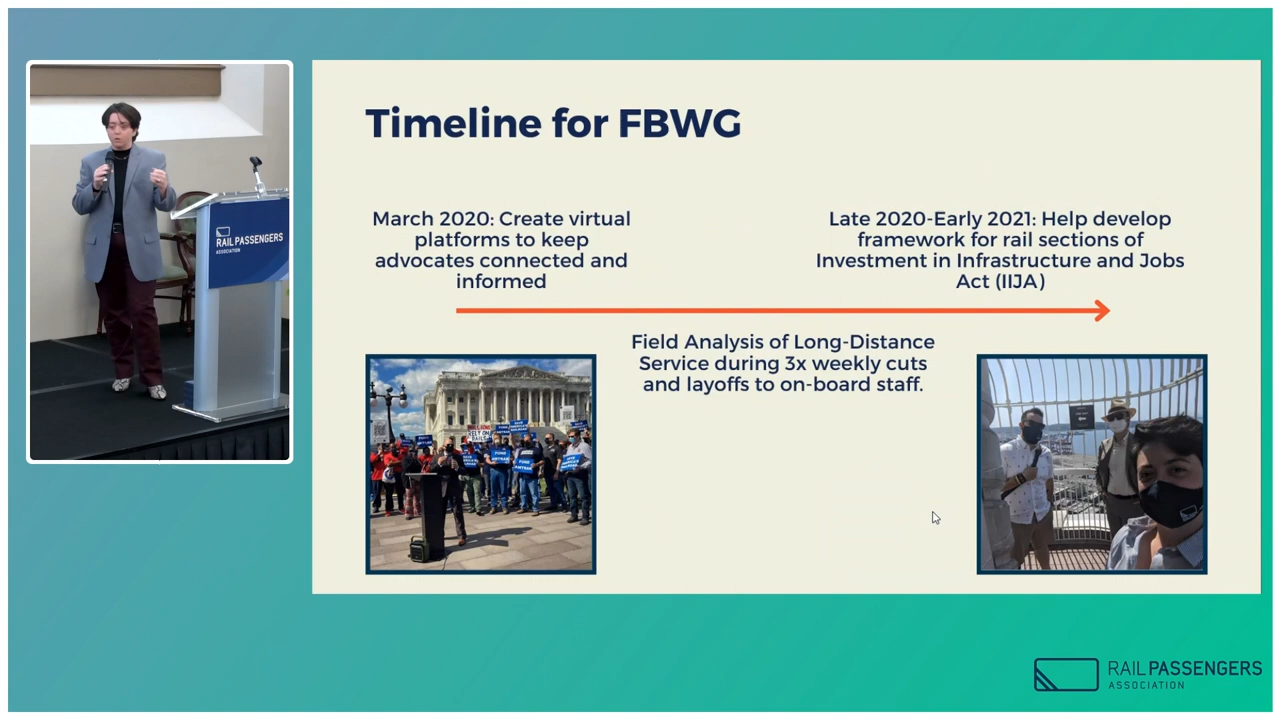 Timeline for FBWG
March 2020: Create virtual
platforms to keep
advocates connected and
informed
Late 2020-Early 2021: Help develop
framework for rail sections of
Investment in Infrastructure and Jobs
Act (IIJA)
Field Analysis of Long-Distance
Service during 3x weekly cuts
and layoffs to on-board staff.
RAIL PASSENGERS
ASSOCIATION
RAIL PASSENGERS
ASSOCIATION